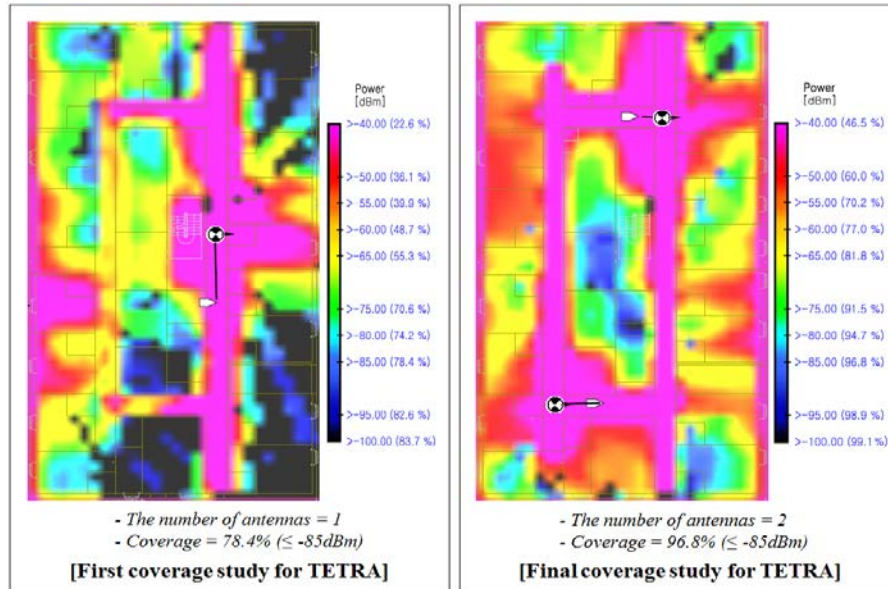 Power
[dBm]
>-40.00 (22.6 %)
>-50.00 (36.1 %)
>-55.00 (39.9 %)
>-60.00 (48.7 %)
>-65.00 (55.3 %)
>-75.00 (70.6 %)
>-80.00 (74.2 %)
>-85.00 (78.4 %)
>-95.00 (82.6 %)
>-100.00 (83.7 %)
- The number of antennas = 1
- Coverage = 78.4% (≤ -85dBm)
[First coverage study for TETRA]
Power
[dBm]
>-40.00 (46.5 %)
>-50.00 (60.0 %)
>-55.00 (70.2 %)
>-60.00 (77.0 %)
>-65.00 (81.8 %)
>-75.00 (91.5 %)
>-80.00 (94.7 %)
>-85.00 (96.8 %)
>-95.00 (98.9 %)
>-100.00 (99.1 %)
- The number of antennas = 2
- Coverage = 96.8% (≤ -85dBm)
[Final coverage study for TETRA]